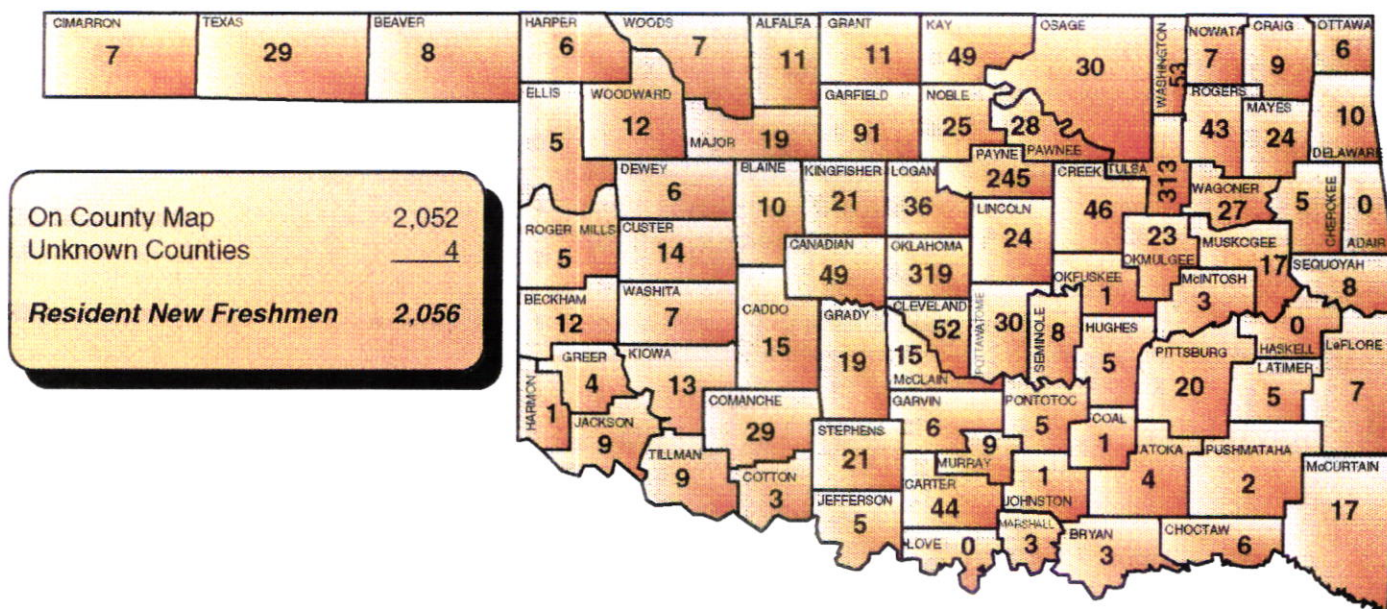 CIMARRON
7
TEXAS
29
BEAVER
8
HARPER
6
WOODS
7
ALFALFA
11
GRANT
11
KAY
49
OSAGE
30
WASHINGTON
53
NOWATA
7
CRAIG
9
OTTAWA
6
ELLIS
5
WOODWARD
12
MAJOR
19
GARFIELD
91
NOBLE
25
28
PAWNEE
ROGERS
43
MAYES
24
10
DELAWARE
DEWEY
6
BLAINE
10
KINGFISHER
21
LOGAN
36
PAYNE
245
CREEK
46
TULSA
313
WAGONER
27
5
CHEROKEE
0
ADAIR
On County Map 2,052
Unknown Counties 4
Resident New Freshmen 2,056
ROGER MILLS
5
CUSTER
14
CANADIAN
49
OKLAHOMA
319
LINCOLN
24
23
OKMULGEE
MUSKOGEE
17
SEQUOYAH
8
BECKHAM
12
WASHITA
7
CADDO
15
GRADY
19
CLEVELAND
52
15
McCLAIN
POTTAWATOMIE
30
SEMINOLE
8
OKFUSKEE
1
McINTOSH
3
0
HASKELL
LeFLORE
7
HARMON
1
GREER
4
KIOWA
13
HUGHES
5
PITTSBURG
20
LATIMER
5
JACKSON
9
COMANCHE
29
GARVIN
6
PONTOTOC
5
COAL
1
TILLMAN
9
COTTON
3
STEPHENS
21
9
MURRAY
1
JOHNSTON
ATOKA
4
PUSHMATAHA
2
McCURTAIN
17
JEFFERSON
5
CARTER
44
LOVE 0
MARSHALL
3
BRYAN
3
CHOCTAW
6